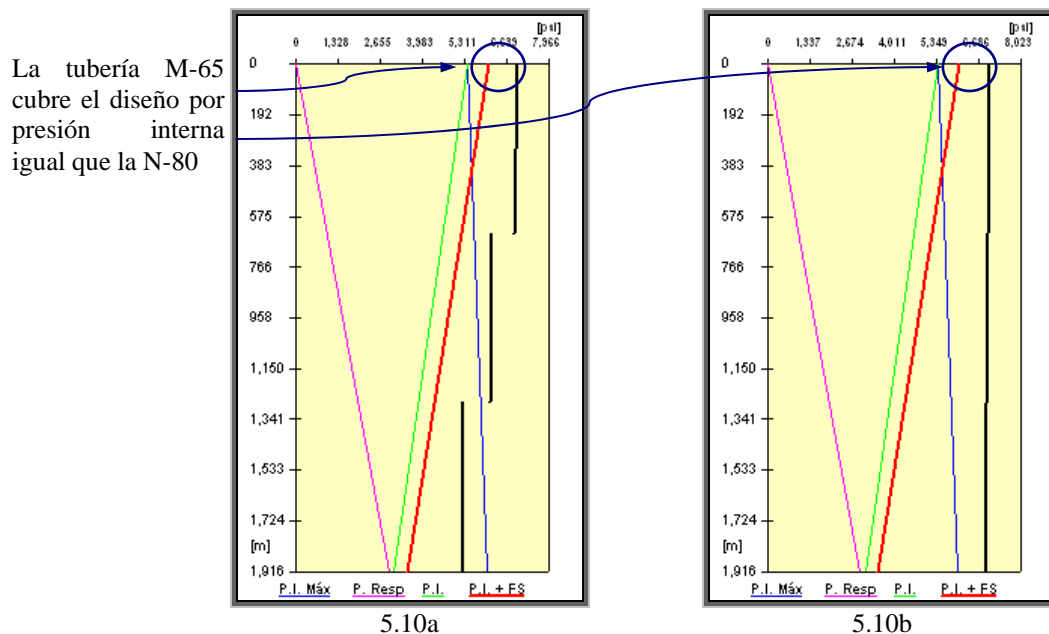 La tubería M-65
cubre el diseño por
presión interna
igual que la N-80
[psi]
0 1,328 2,655 3,983 5,311 6,639 7,966
0
192
383
575
766
958
1,150
1,341
1,533
1,724
[m]
1,916
P.I. Máx P. Resp P.I. P.I. + FS
5.10a
[psi]
0 1,337 2,674 4,011 5,349 6,686 8,023
0
192
383
575
766
958
1,150
1,341
1,533
1,724
[m]
1,916
P.I. Máx P. Resp P.I. P.I. + FS
5.10b